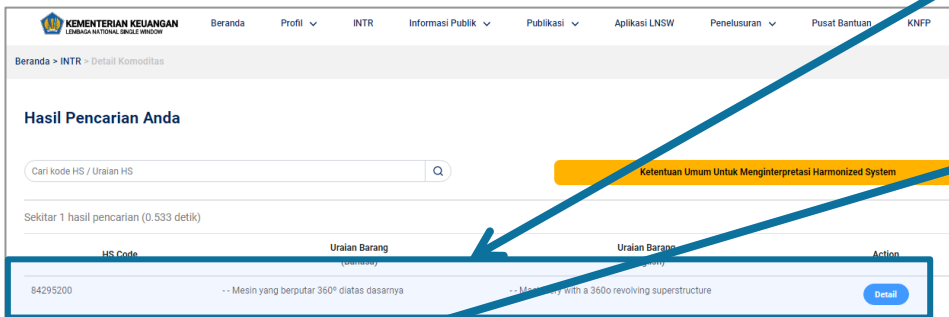 KEMENTERIAN KEUANGAN
LEMBAGA NATIONAL SINGLE WINDOW
Beranda Profil INTR Informasi Publik Publikasi Aplikasi LNSW Penelusuran Pusat Bantuan KNFP
Beranda > INTR > Detail Komoditas
Hasil Pencarian Anda
Cari kode HS / Uraian HS
Ketentuan Umum Untuk Menginterpretasi Harmonized System
Sekitar 1 hasil pencarian (0.533 detik)
HS Code Uraian Barang Uraian Barang Action
84295200 -- Mesin yang berputar 360º diatas dasarnya -- with a 360o revolving superstructure Detail